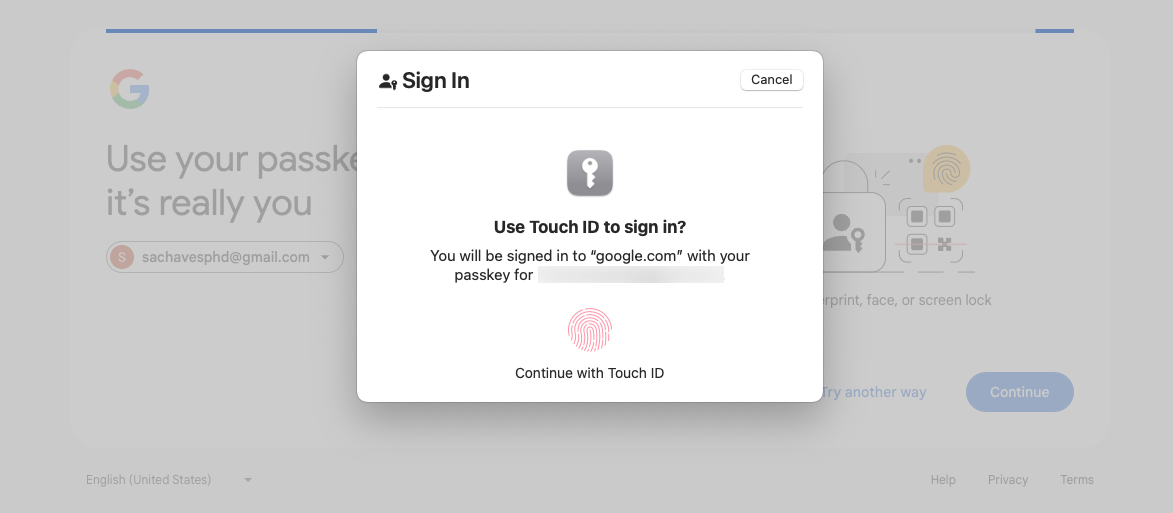 Sign In
Cancel
Use your passke
it's really you
S sachavesphd@gmail.com
Use Touch ID to sign in?
You will be signed in to “google.com” with your
passkey for
Continue with Touch ID
fingerprint, face, or screen lock
Try another way
Continue
English (United States)
Help
Privacy
Terms